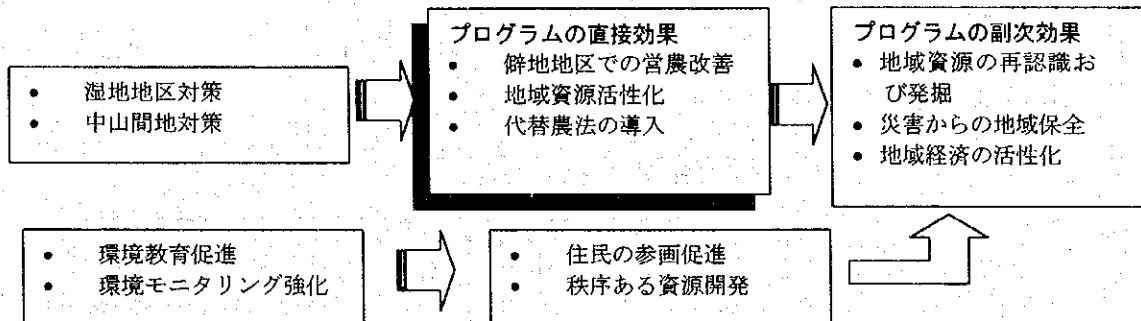 • 湿地地区対策
• 中山間地対策
プログラムの直接効果
• 僻地地区での営農改善
• 地域資源活性化
• 代替農法の導入
プログラムの副次効果
• 地域資源の再認識お
よび発掘
• 災害からの地域保全
• 地域経済の活性化
• 環境教育促進
• 環境モニタリング強化
• 住民の参画促進
• 秩序ある資源開発